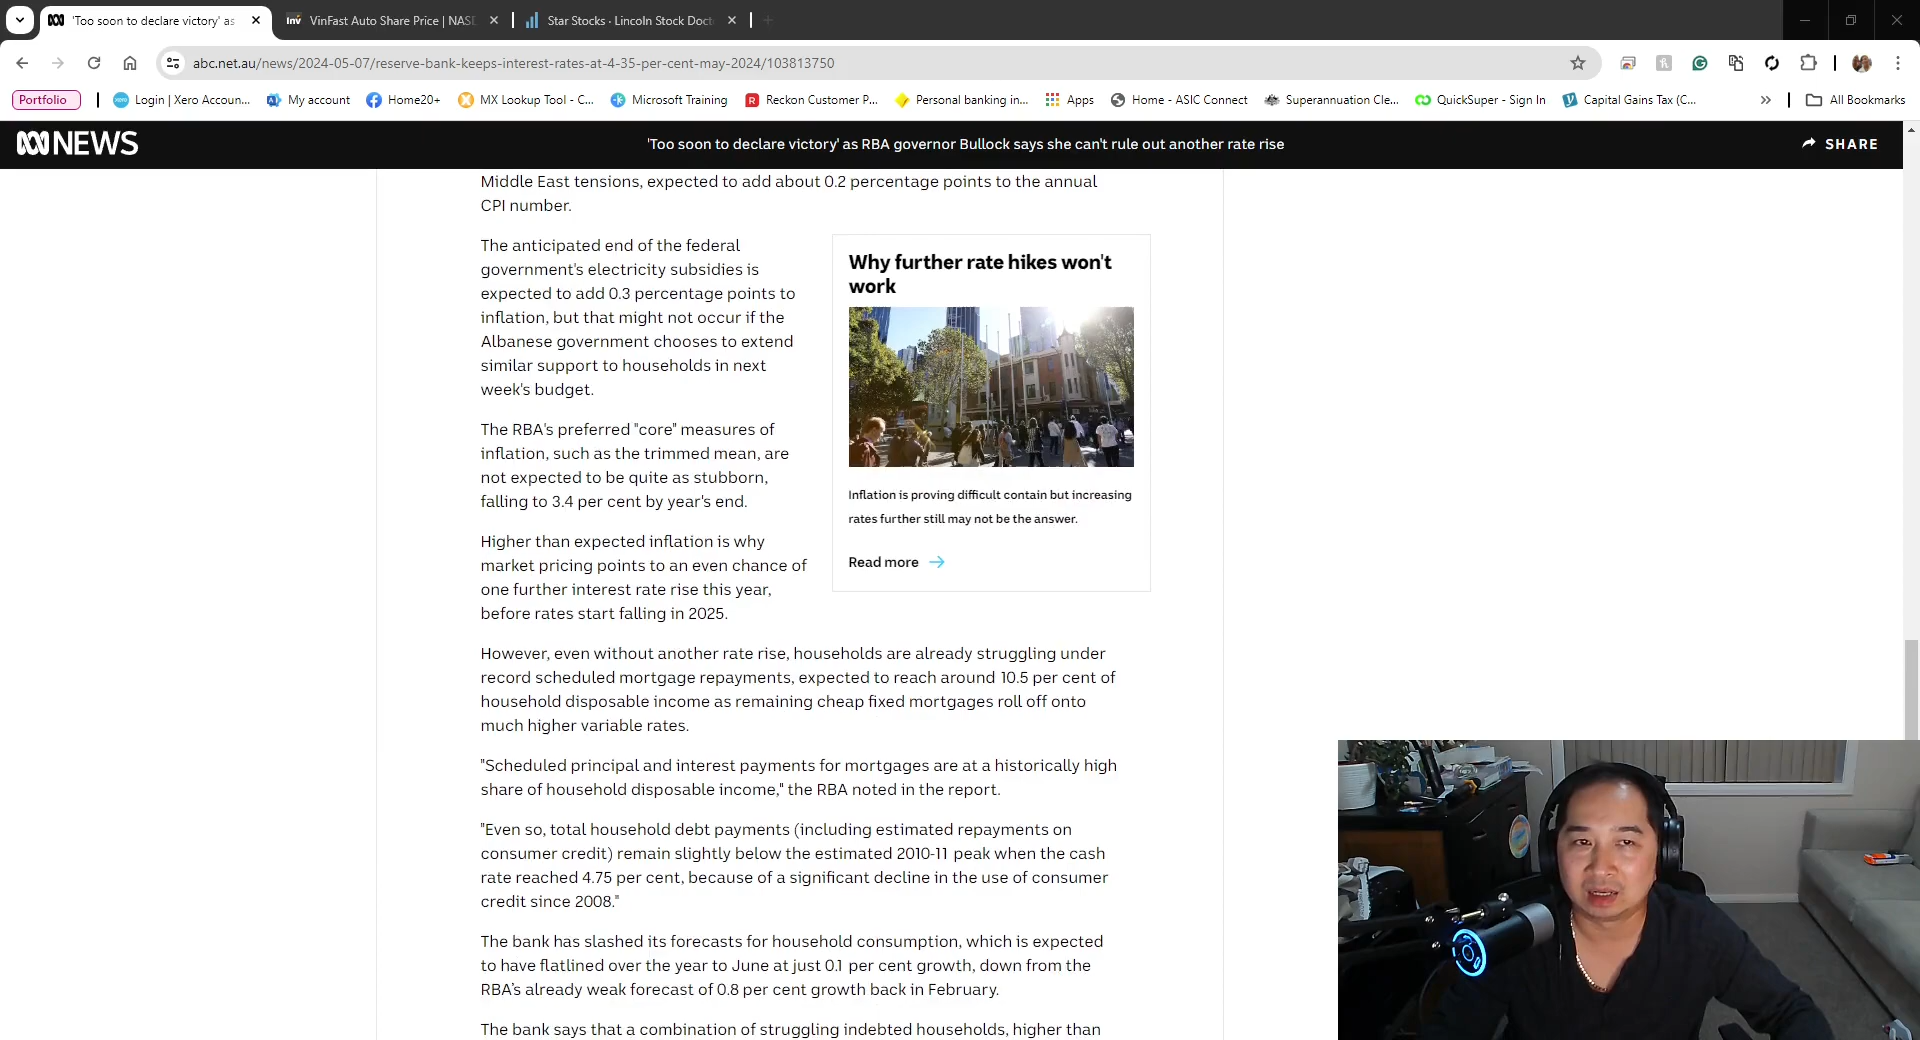 'Too soon to declare victory' as
VinFast Auto Share Price | NAS
Star Stocks · Lincoln Stock Doct
abc.net.au/news/2024-05-07/reserve-bank-keeps-interest-rates-at-4-35-per-cent-may-2024/103813750
Portfolio
Login | Xero Accoun...
My account
Home20+
MX Lookup Tool - C...
Microsoft Training
Reckon Customer P...
Personal banking in...
Apps
Home - ASIC Connect
Superannuation Cle...
QuickSuper - Sign In
Capital Gains Tax (C...
All Bookmarks
NEWS
'Too soon to declare victory' as RBA governor Bullock says she can't rule out another rate rise
SHARE
Middle East tensions, expected to add about 0.2 percentage points to the annual
CPI number.
The anticipated end of the federal
government's electricity subsidies is
expected to add 0.3 percentage points to
inflation, but that might not occur if the
Albanese government chooses to extend
similar support to households in next
week's budget.
The RBA's preferred "core" measures of
inflation, such as the trimmed mean, are
not expected to be quite as stubborn,
falling to 3.4 per cent by year's end.
Higher than expected inflation is why
market pricing points to an even chance of
one further interest rate rise this year,
before rates start falling in 2025.
Why further rate hikes won't
work
Inflation is proving difficult contain but increasing
rates further still may not be the answer.
Read more
However, even without another rate rise, households are already struggling under
record scheduled mortgage repayments, expected to reach around 10.5 per cent of
household disposable income as remaining cheap fixed mortgages roll off onto
much higher variable rates.
"Scheduled principal and interest payments for mortgages are at a historically high
share of household disposable income," the RBA noted in the report.
"Even so, total household debt payments (including estimated repayments on
consumer credit) remain slightly below the estimated 2010-11 peak when the cash
rate reached 4.75 per cent, because of a significant decline in the use of consumer
credit since 2008."
The bank has slashed its forecasts for household consumption, which is expected
to have flatlined over the year to June at just 0.1 per cent growth, down from the
RBA's already weak forecast of 0.8 per cent growth back in February.
The bank says that a combination of struggling indebted households, higher than